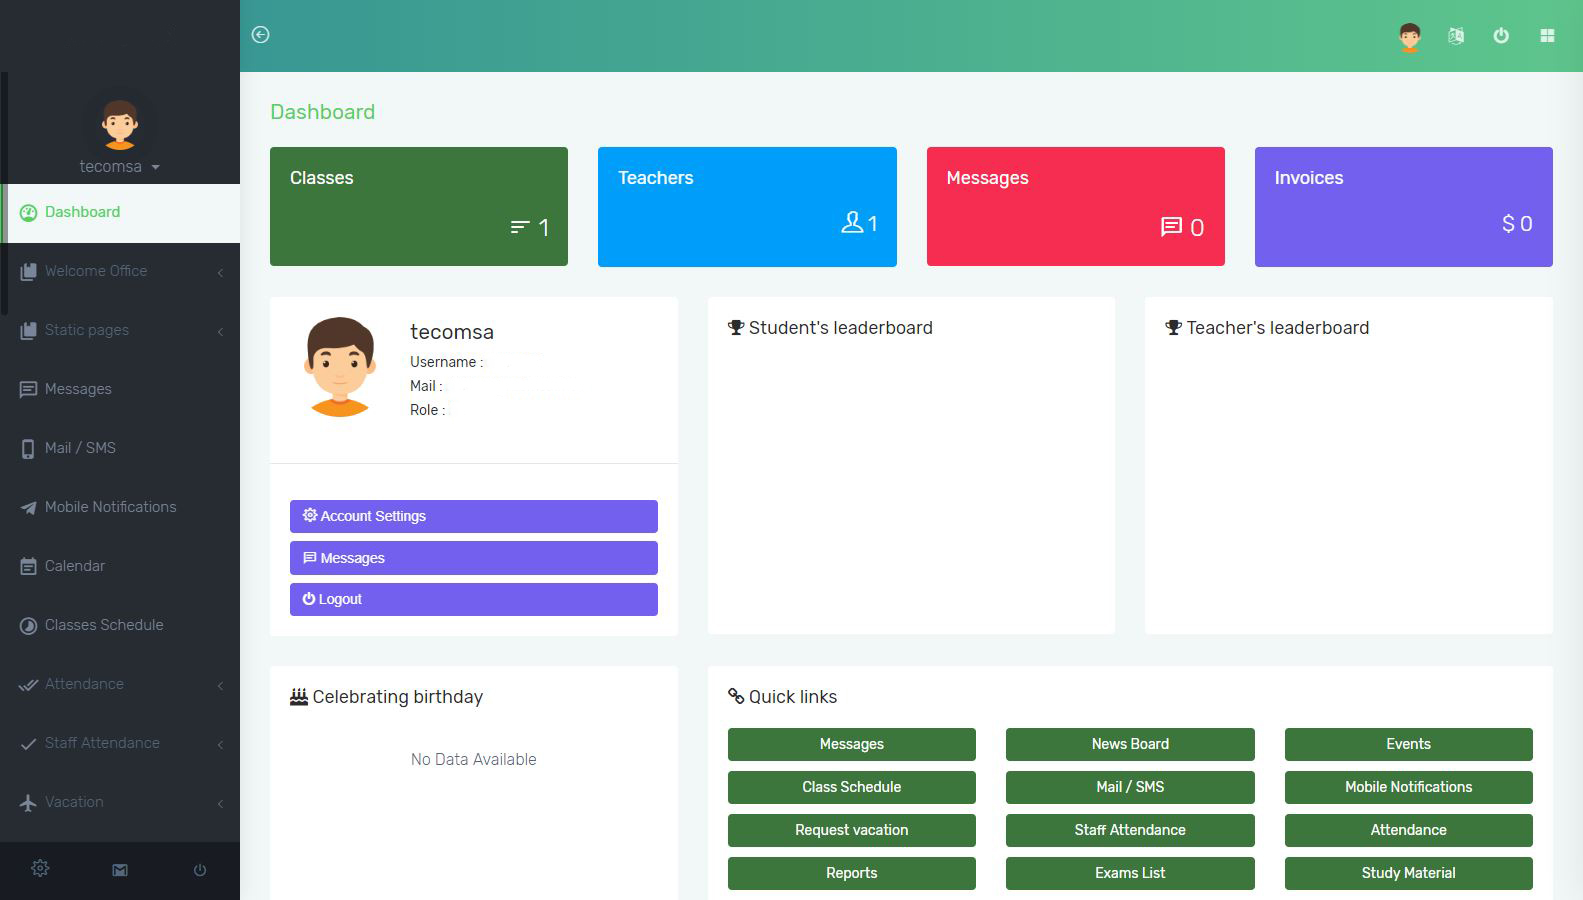 tecomsa
Dashboard
Welcome Office
Static pages
Messages
Mail / SMS
Mobile Notifications
Calendar
Classes Schedule
Attendance
Staff Attendance
Vacation
Dashboard
Classes
1
Teachers
1
Messages
0
Invoices
$ 0
tecomsa
Username :
Mail :
Role :
Account Settings
Messages
Logout
Student's leaderboard
Teacher's leaderboard
Celebrating birthday
No Data Available
Quick links
Messages
News Board
Events
Class Schedule
Mail / SMS
Mobile Notifications
Request vacation
Staff Attendance
Attendance
Reports
Exams List
Study Material